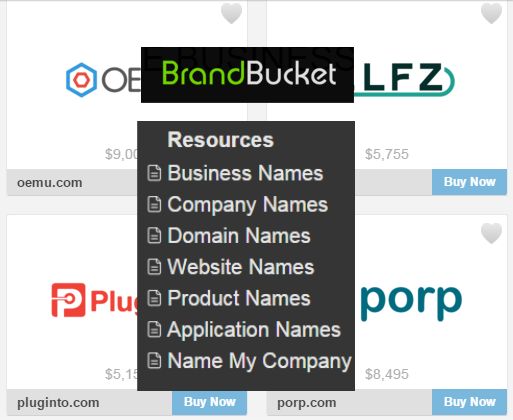 E BUSINESS
OE
BrandBucket
LFZ
$9,00
$5,755
oemu.com
Buy Now
Resources
Business Names
Company Names
Domain Names
Website Names
Product Names
Application Names
Name My Company
Plug
porp
$5,15
$8,495
pluginto.com
Buy Now
porp.com
Buy Now